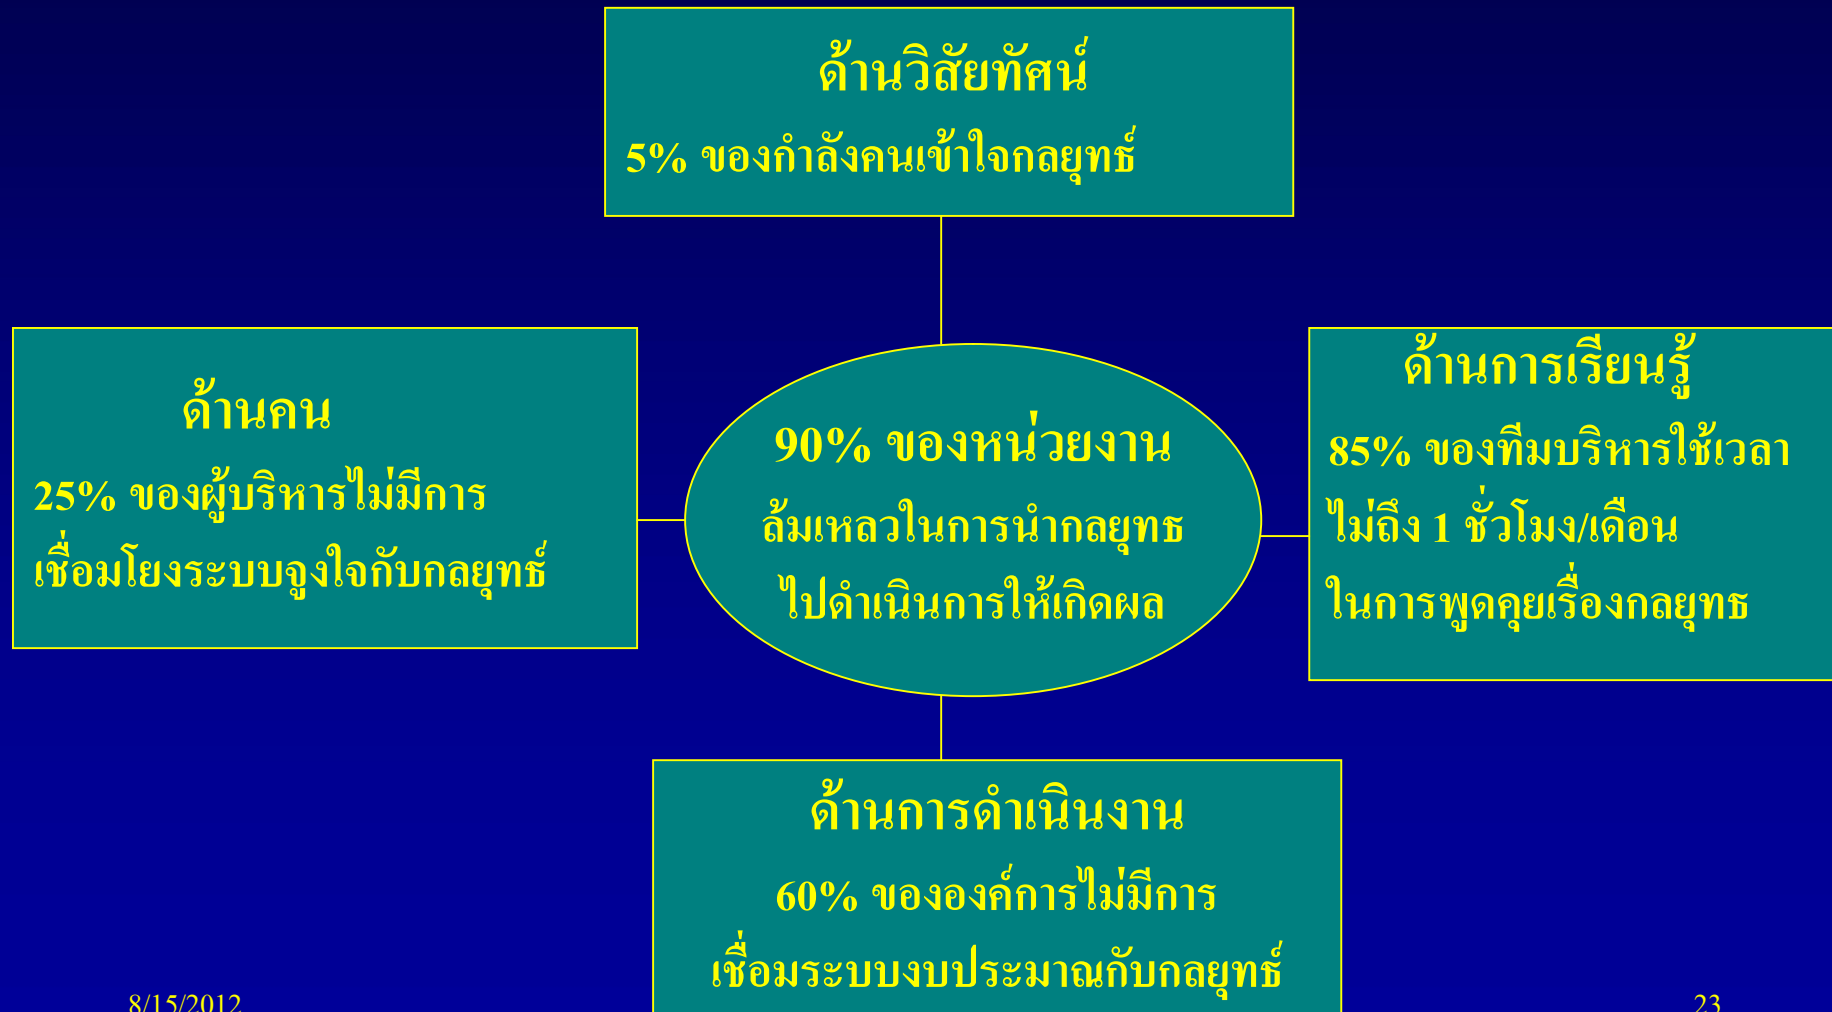 ด้านวิสัยทัศน์
5% ของกำลังคนเข้าใจกลยุทธ์
ด้านคน
25% ของผู้บริหารไม่มีการ
เชื่อมโยงระบบจูงใจกับกลยุทธ์
90% ของหน่วยงาน
ล้มเหลวในการนำกลยุทธ
ไปดำเนินการให้เกิดผล
ด้านการเรียนรู้
85% ของทีมบริหารใช้เวลา
ไม่ถึง 1 ชั่วโมง/เดือน
ในการพูดคุยเรื่องกลยุทธ
ด้านการดำเนินงาน
60% ขององค์การไม่มีการ
เชื่อมระบบงบประมาณกับกลยุทธ์
8/15/2012
23